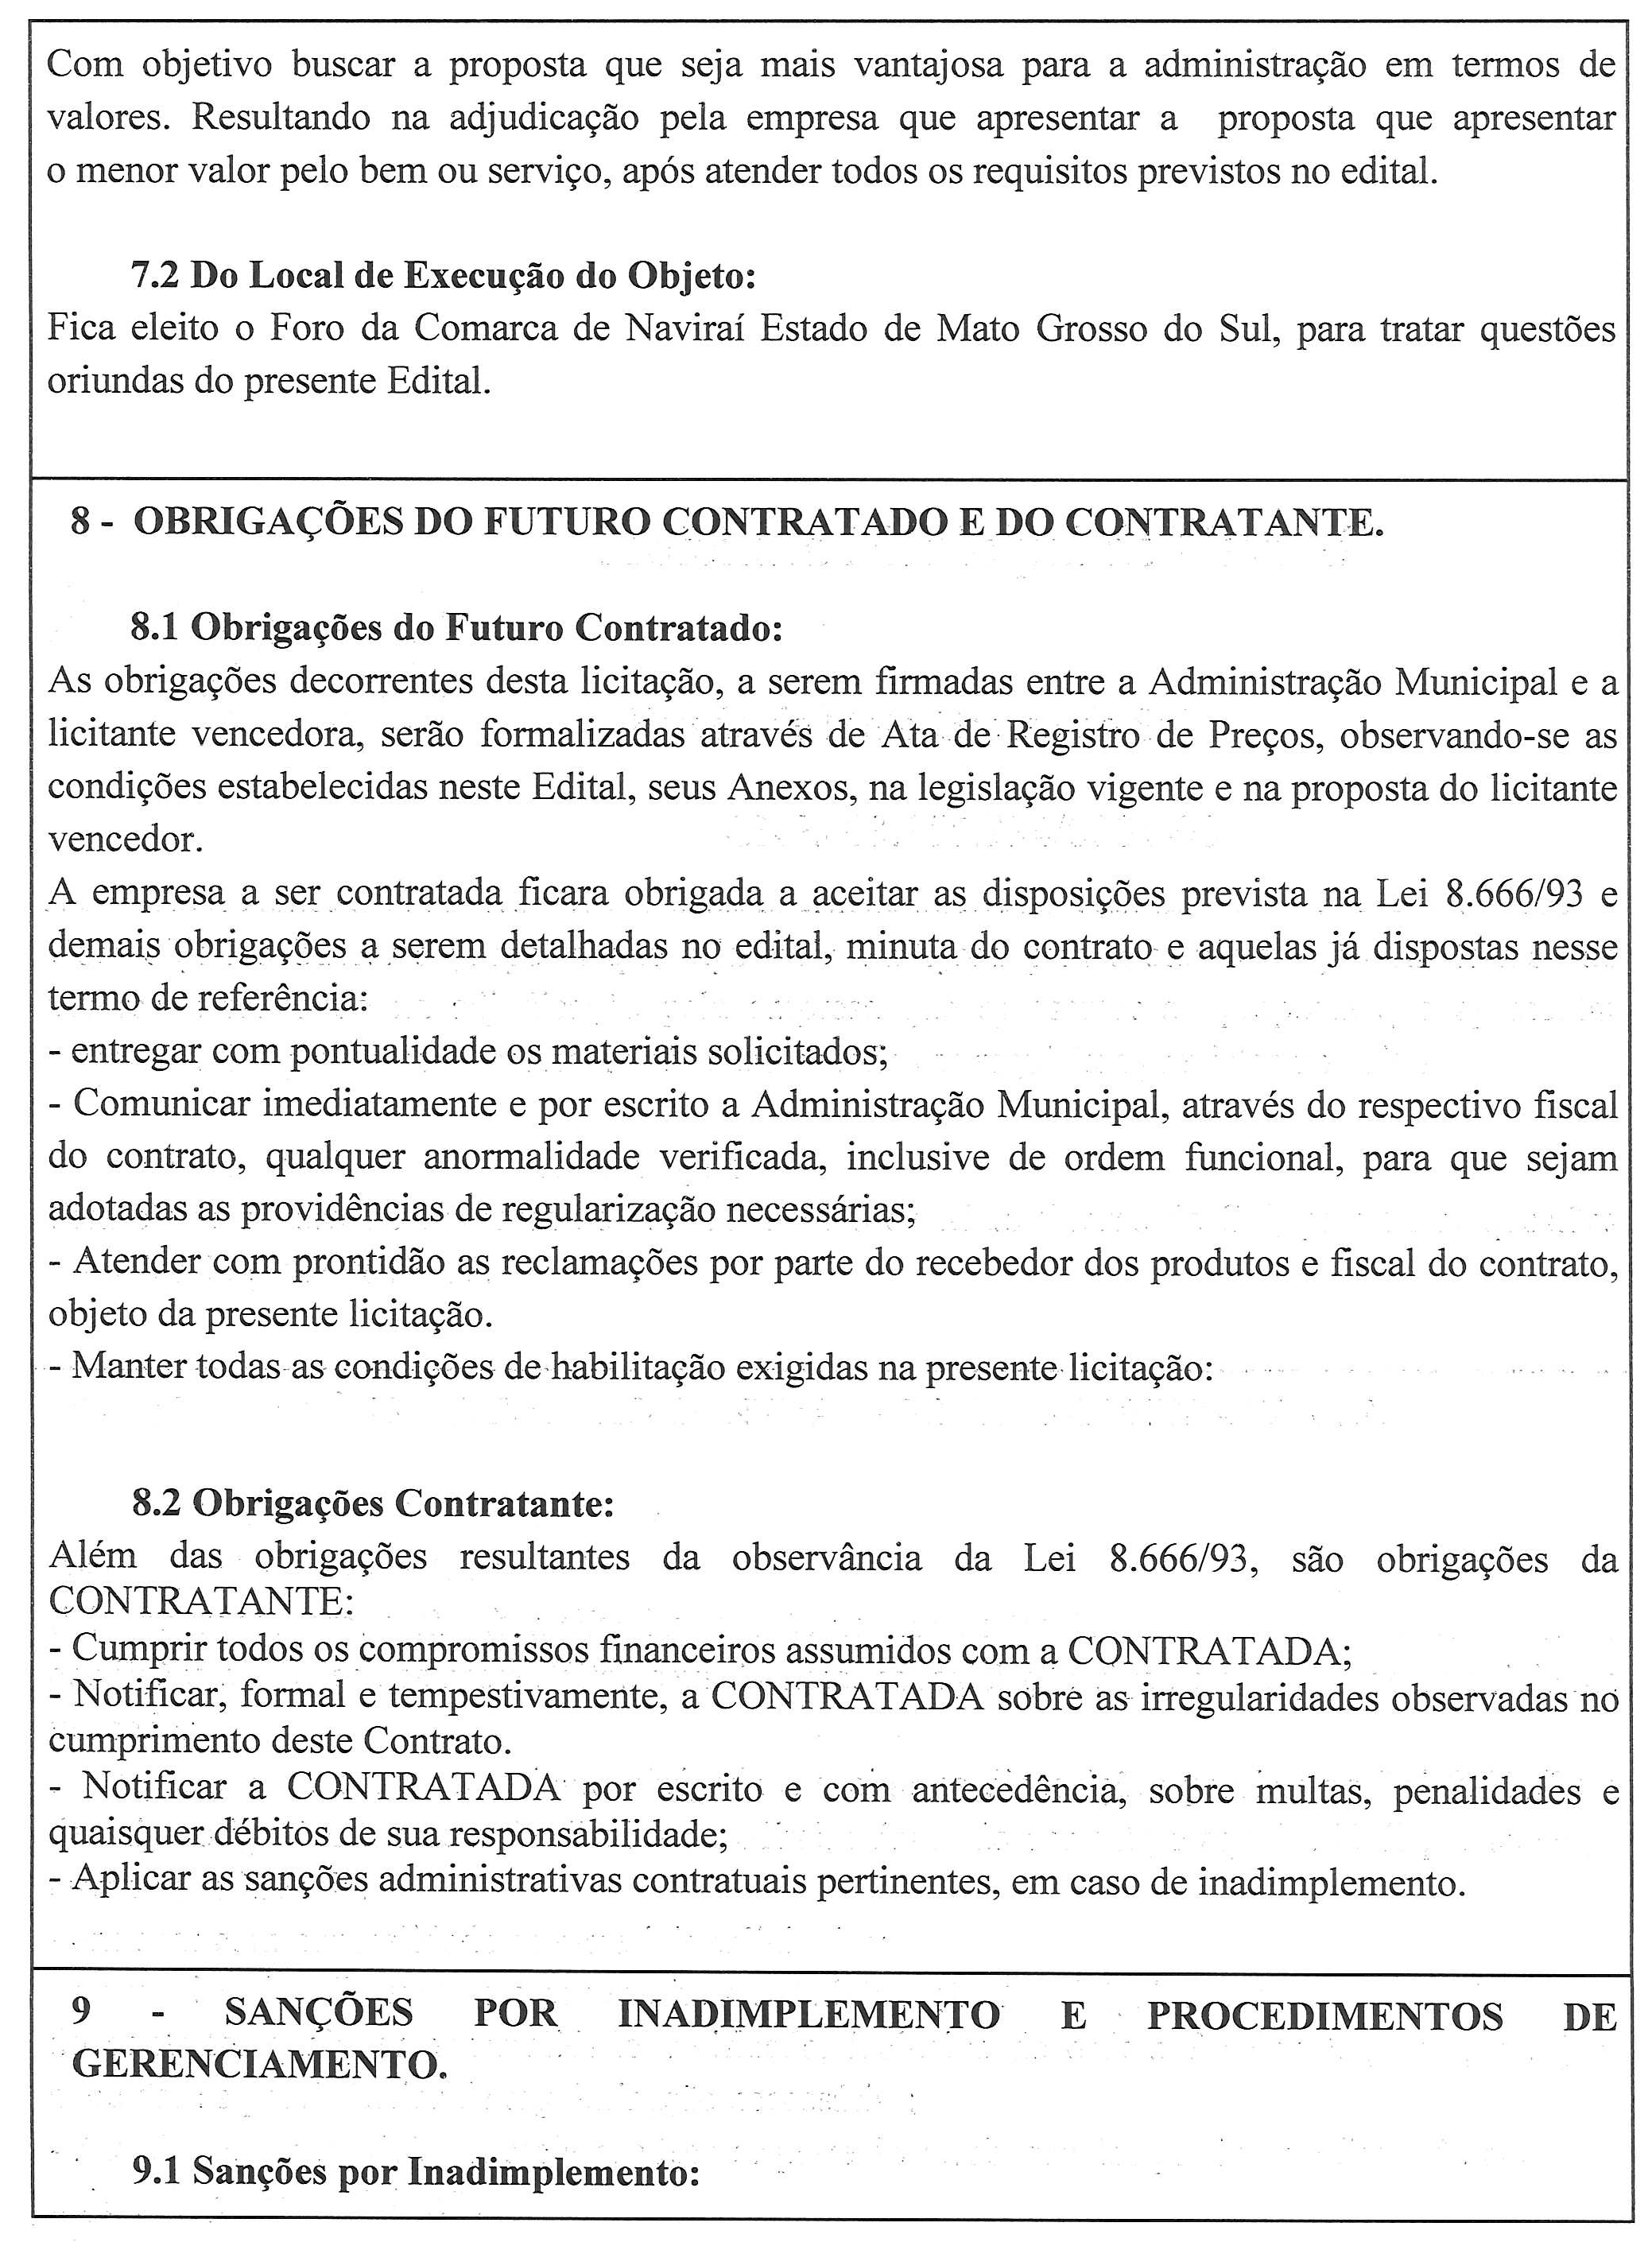 Com objetivo buscar a proposta que seja mais vantajosa para a administração em termos de
valores. Resultando na adjudicação pela empresa que apresentar a proposta que apresentar
o menor valor pelo bem ou serviço, após atender todos os requisitos previstos no edital.
7.2 Do Local de Execução do Objeto:
Fica eleito o Foro da Comarca de Naviraí Estado de Mato Grosso do Sul, para tratar questões
oriundas do presente Edital.
8 - OBRIGAÇÕES DO FUTURO CONTRATADO E DO CONTRATANTE.
8.1 Obrigações do Futuro Contratado:
As obrigações decorrentes desta licitação, a serem firmadas entre a Administração Municipal e a
licitante vencedora, serão formalizadas através de Ata de Registro de Preços, observando-se as
condições estabelecidas neste Edital, seus Anexos, na legislação vigente e na proposta do licitante
vencedor.
A empresa a ser contratada ficara obrigada a aceitar as disposições prevista na Lei 8.666/93 e
demais obrigações a serem detalhadas no edital, minuta do contrato e aquelas já dispostas nesse
termo de referência:
- entregar com pontualidade os materiais solicitados;
- Comunicar imediatamente e por escrito a Administração Municipal, através do respectivo fiscal
do contrato, qualquer anormalidade verificada, inclusive de ordem funcional, para que sejam
adotadas as providências de regularização necessárias;
- Atender com prontidão as reclamações por parte do recebedor dos produtos e fiscal do contrato,
objeto da presente licitação.
- Manter todas as condições de habilitação exigidas na presente licitação:
8.2 Obrigações Contratante:
Além das obrigações resultantes da observância da Lei 8.666/93, são obrigações da
CONTRATANTE:
- Cumprir todos os compromissos financeiros assumidos com a CONTRATADA;
- Notificar, formal e tempestivamente, a CONTRATADA sobre as irregularidades observadas no
cumprimento deste Contrato.
- Notificar a CONTRATADA por escrito e com antecedência, sobre multas, penalidades e
quaisquer débitos de sua responsabilidade;
- Aplicar as sanções administrativas contratuais pertinentes, em caso de inadimplemento.
9 - SANÇÕES POR INADIMPLEMENTO E PROCEDIMENTOS DE
GERENCIAMENTO.
9.1 Sanções por Inadimplemento: